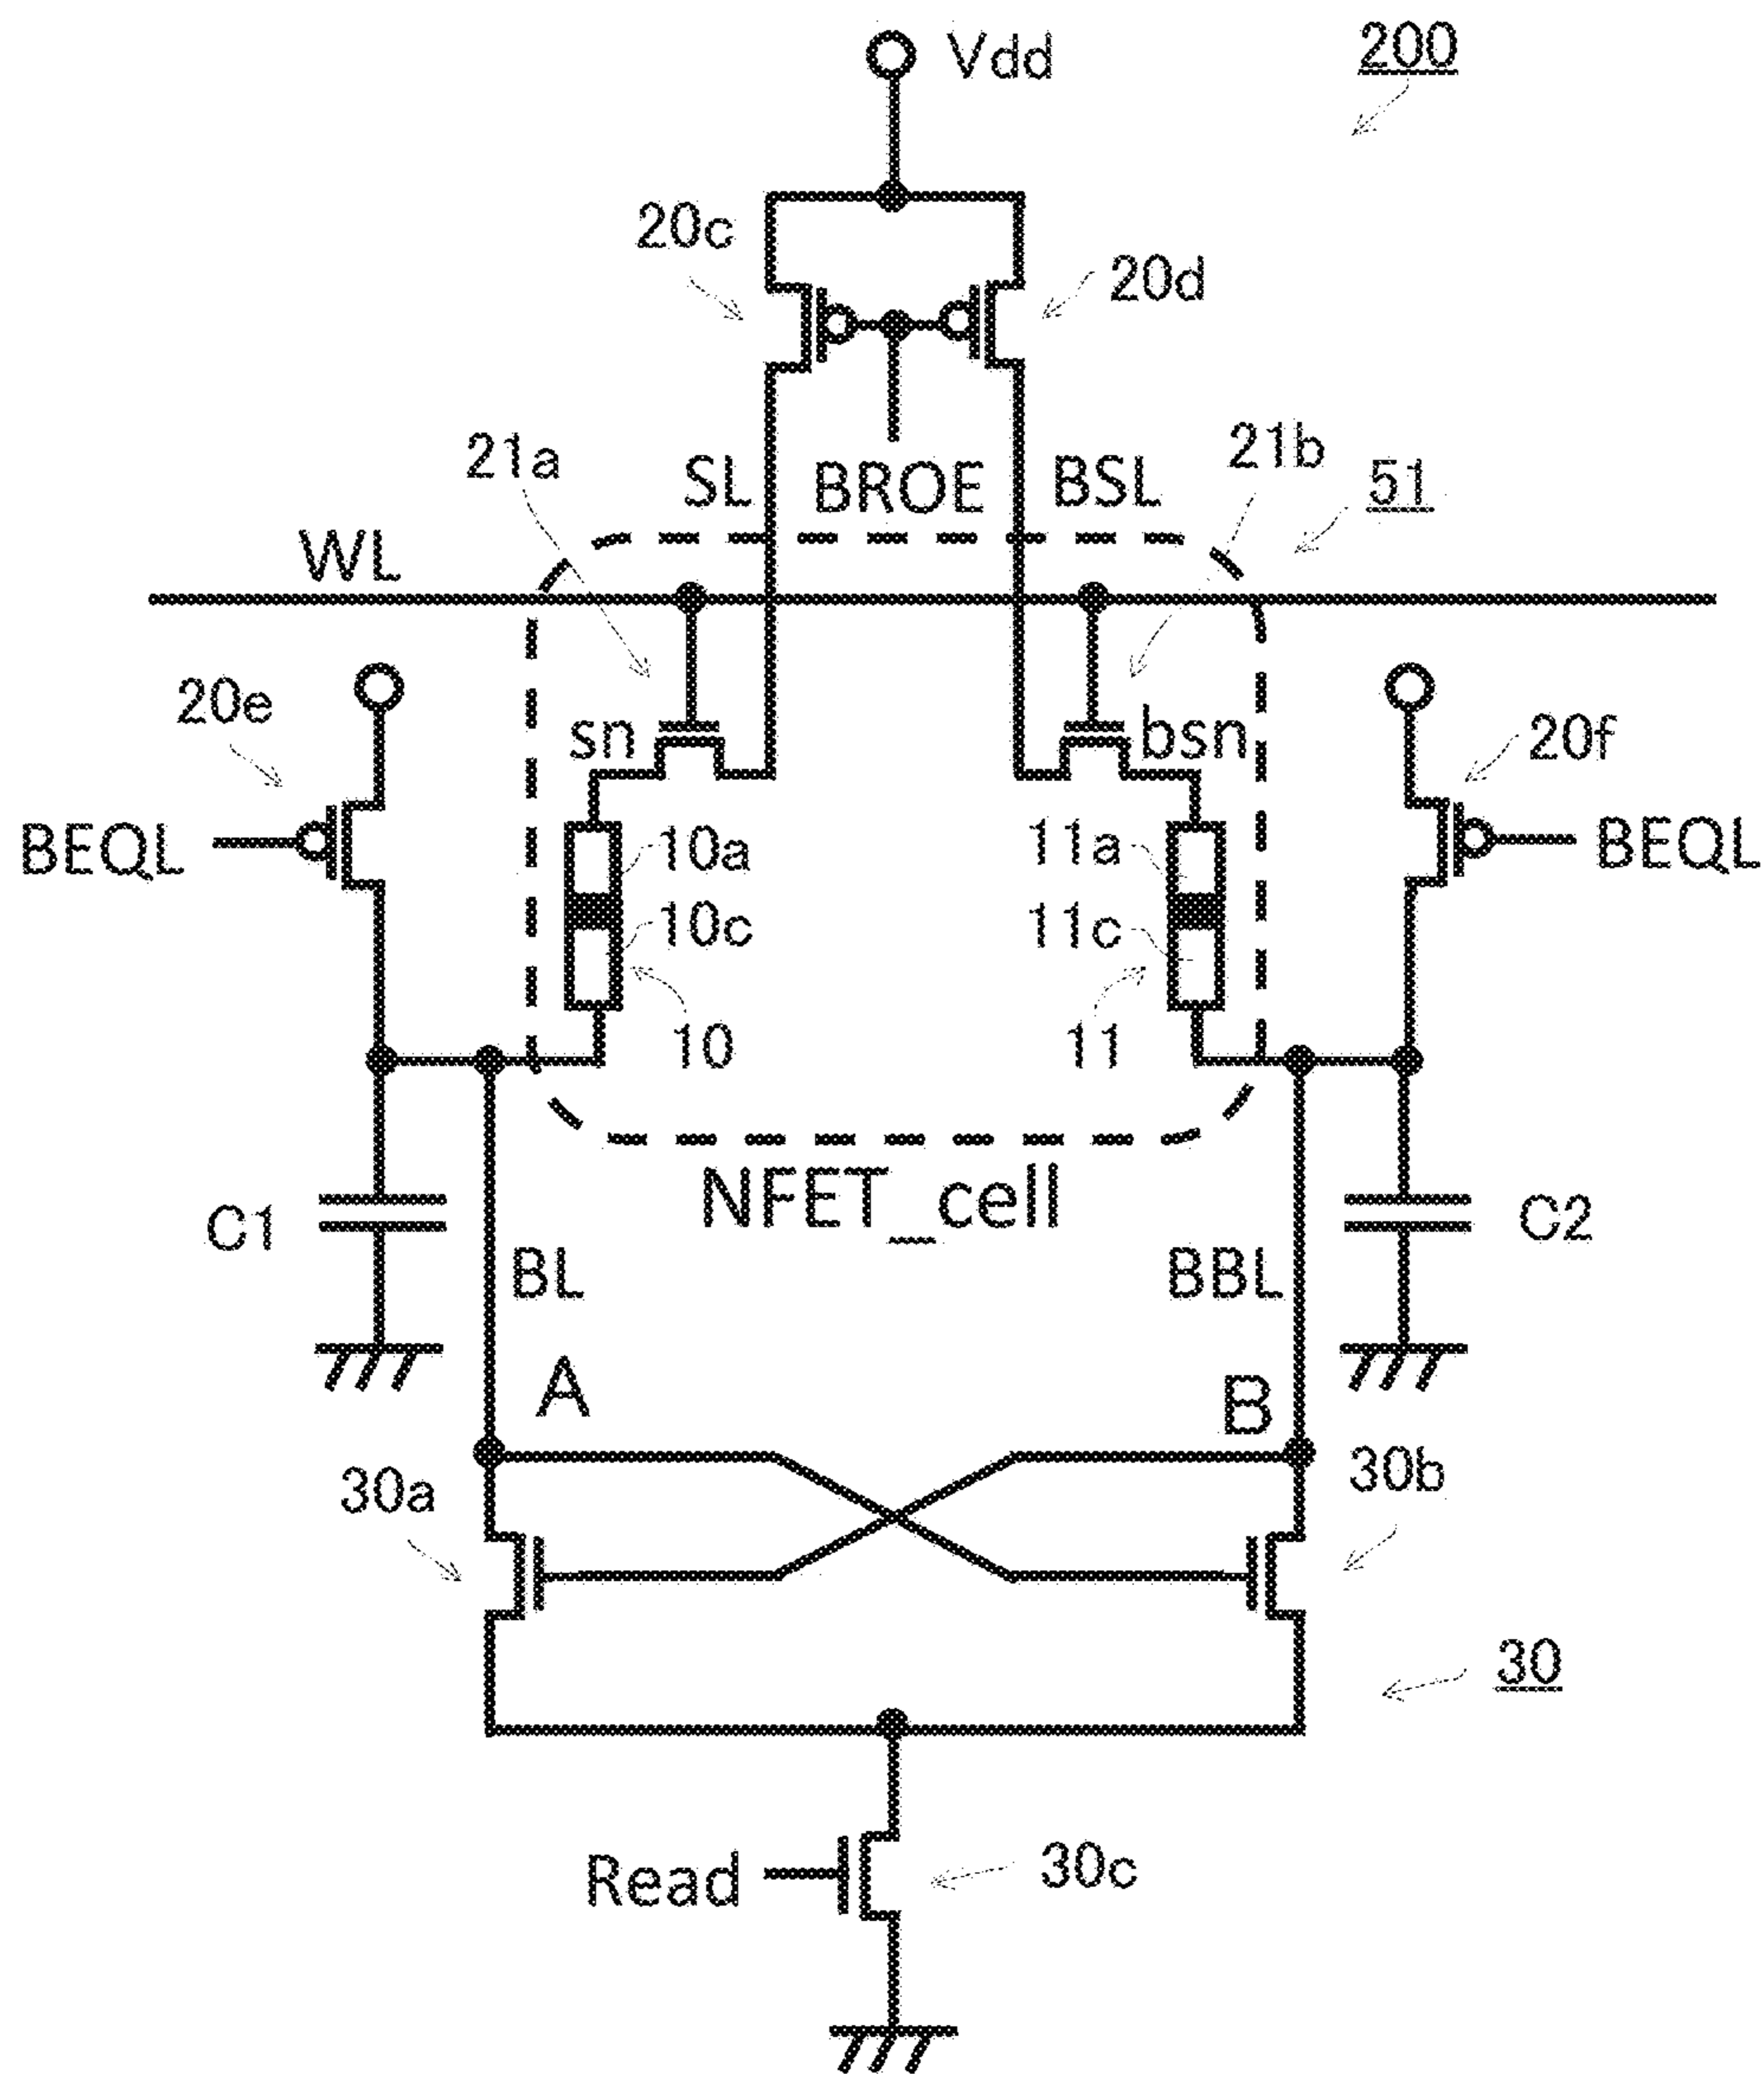 Vdd
200
20c
20d
21a
SL
BROE
BSL
21b
51
WL
20e
sn
bsn
20f
BEQL
10a
11a
BEQL
10c
11c
10
11
NFET_cell
C1
C2
BL
BBL
A
B
30a
30b
30
Read
30c